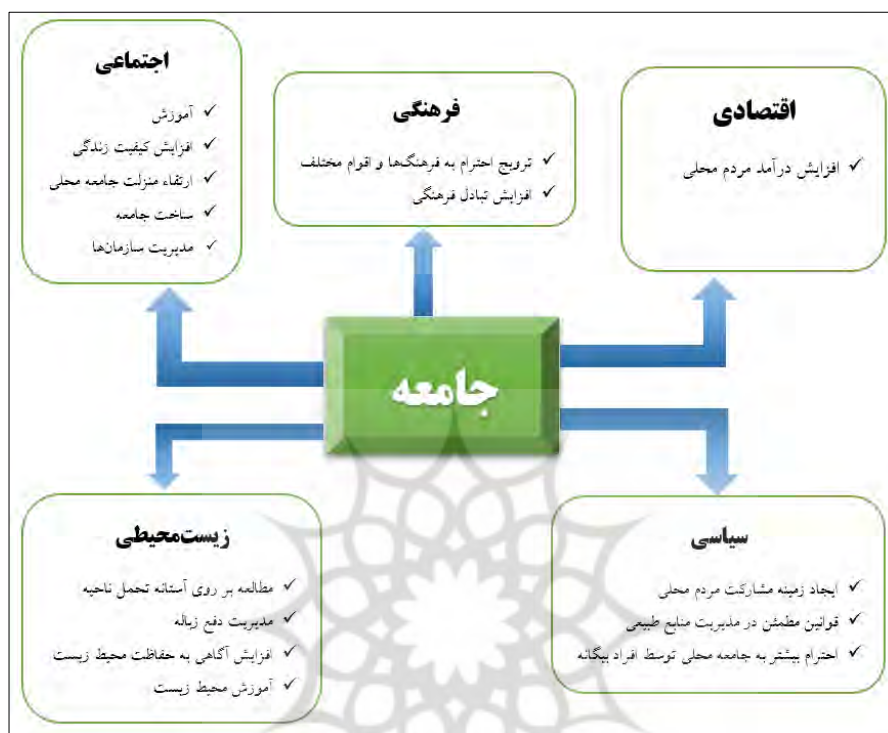 اقتصادی
✓ افزایش درآمد مردم محلی
فرهنگی
✓ ترویج احترام به فرهنگ‌ها و اقوام مختلف
✓ افزایش تبادل فرهنگی
اجتماعی
✓ آموزش
✓ افزایش کیفیت زندگی
✓ ارتقاء منزلت جامعه محلی
✓ ساخت جامعه
✓ مدیریت سازمان‌ها
جامعه
سیاسی
✓ ایجاد زمینه مشارکت مردم محلی
✓ قوانین مطمئن در مدیریت منابع طبیعی
✓ احترام بیشتر به جامعه محلی توسط افراد بیگانه
زیست‌محیطی
✓ مطالعه بر روی آستانه تحمل ناحیه
✓ مدیریت دفع زباله
✓ افزایش آگاهی به حفاظت محیط زیست
✓ آموزش محیط زیست